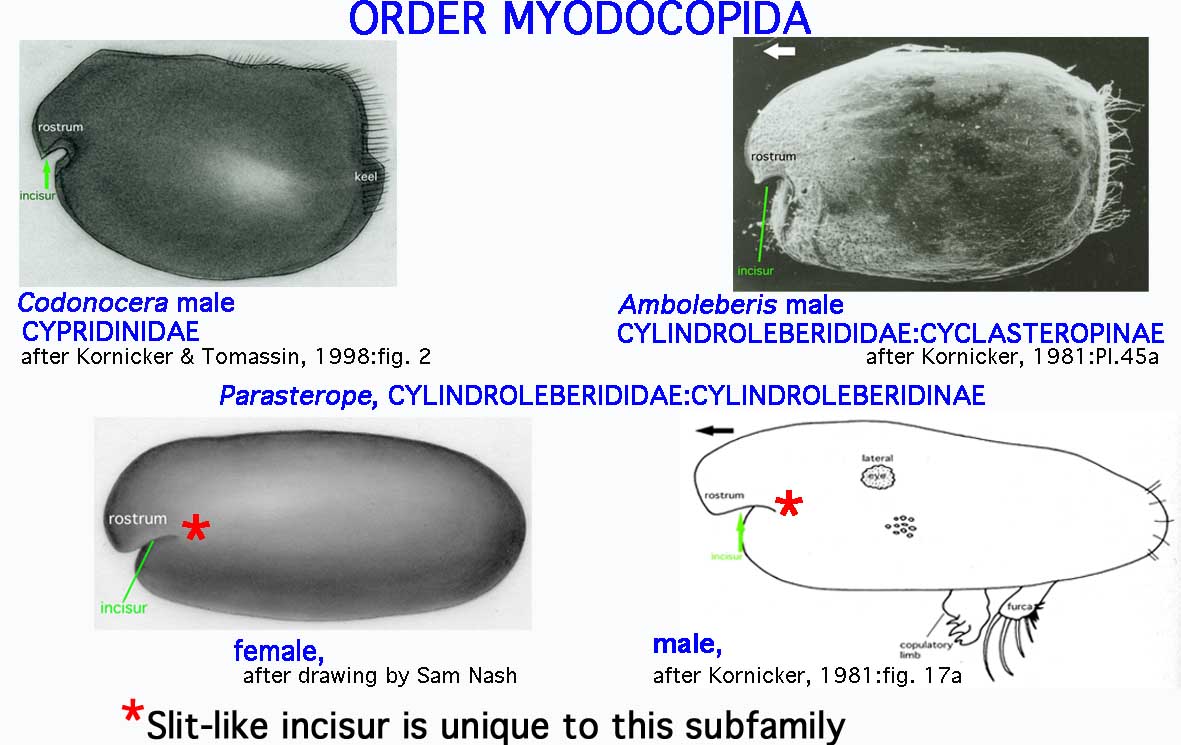 ORDER MYODOCOPIDA
rostrum
incisur
keel
Codonocera male
CYPRIDINIDAE
after Kornicker & Tomassin, 1998:fig. 2
rostrum
incisur
Amboleberis male
CYLINDROLEBERIDIDAE:CYCLASTEROPINAE
after Kornicker, 1981:Pl.45a
Parasterope, CYLINDROLEBERIDIDAE:CYLINDROLEBERIDINAE
rostrum
*
incisur
female,
after drawing by Sam Nash
lateral
eye
rostrum
*
incisur
furca
copulatory
limb
male,
after Kornicker, 1981:fig. 17a
*Slit-like incisur is unique to this subfamily